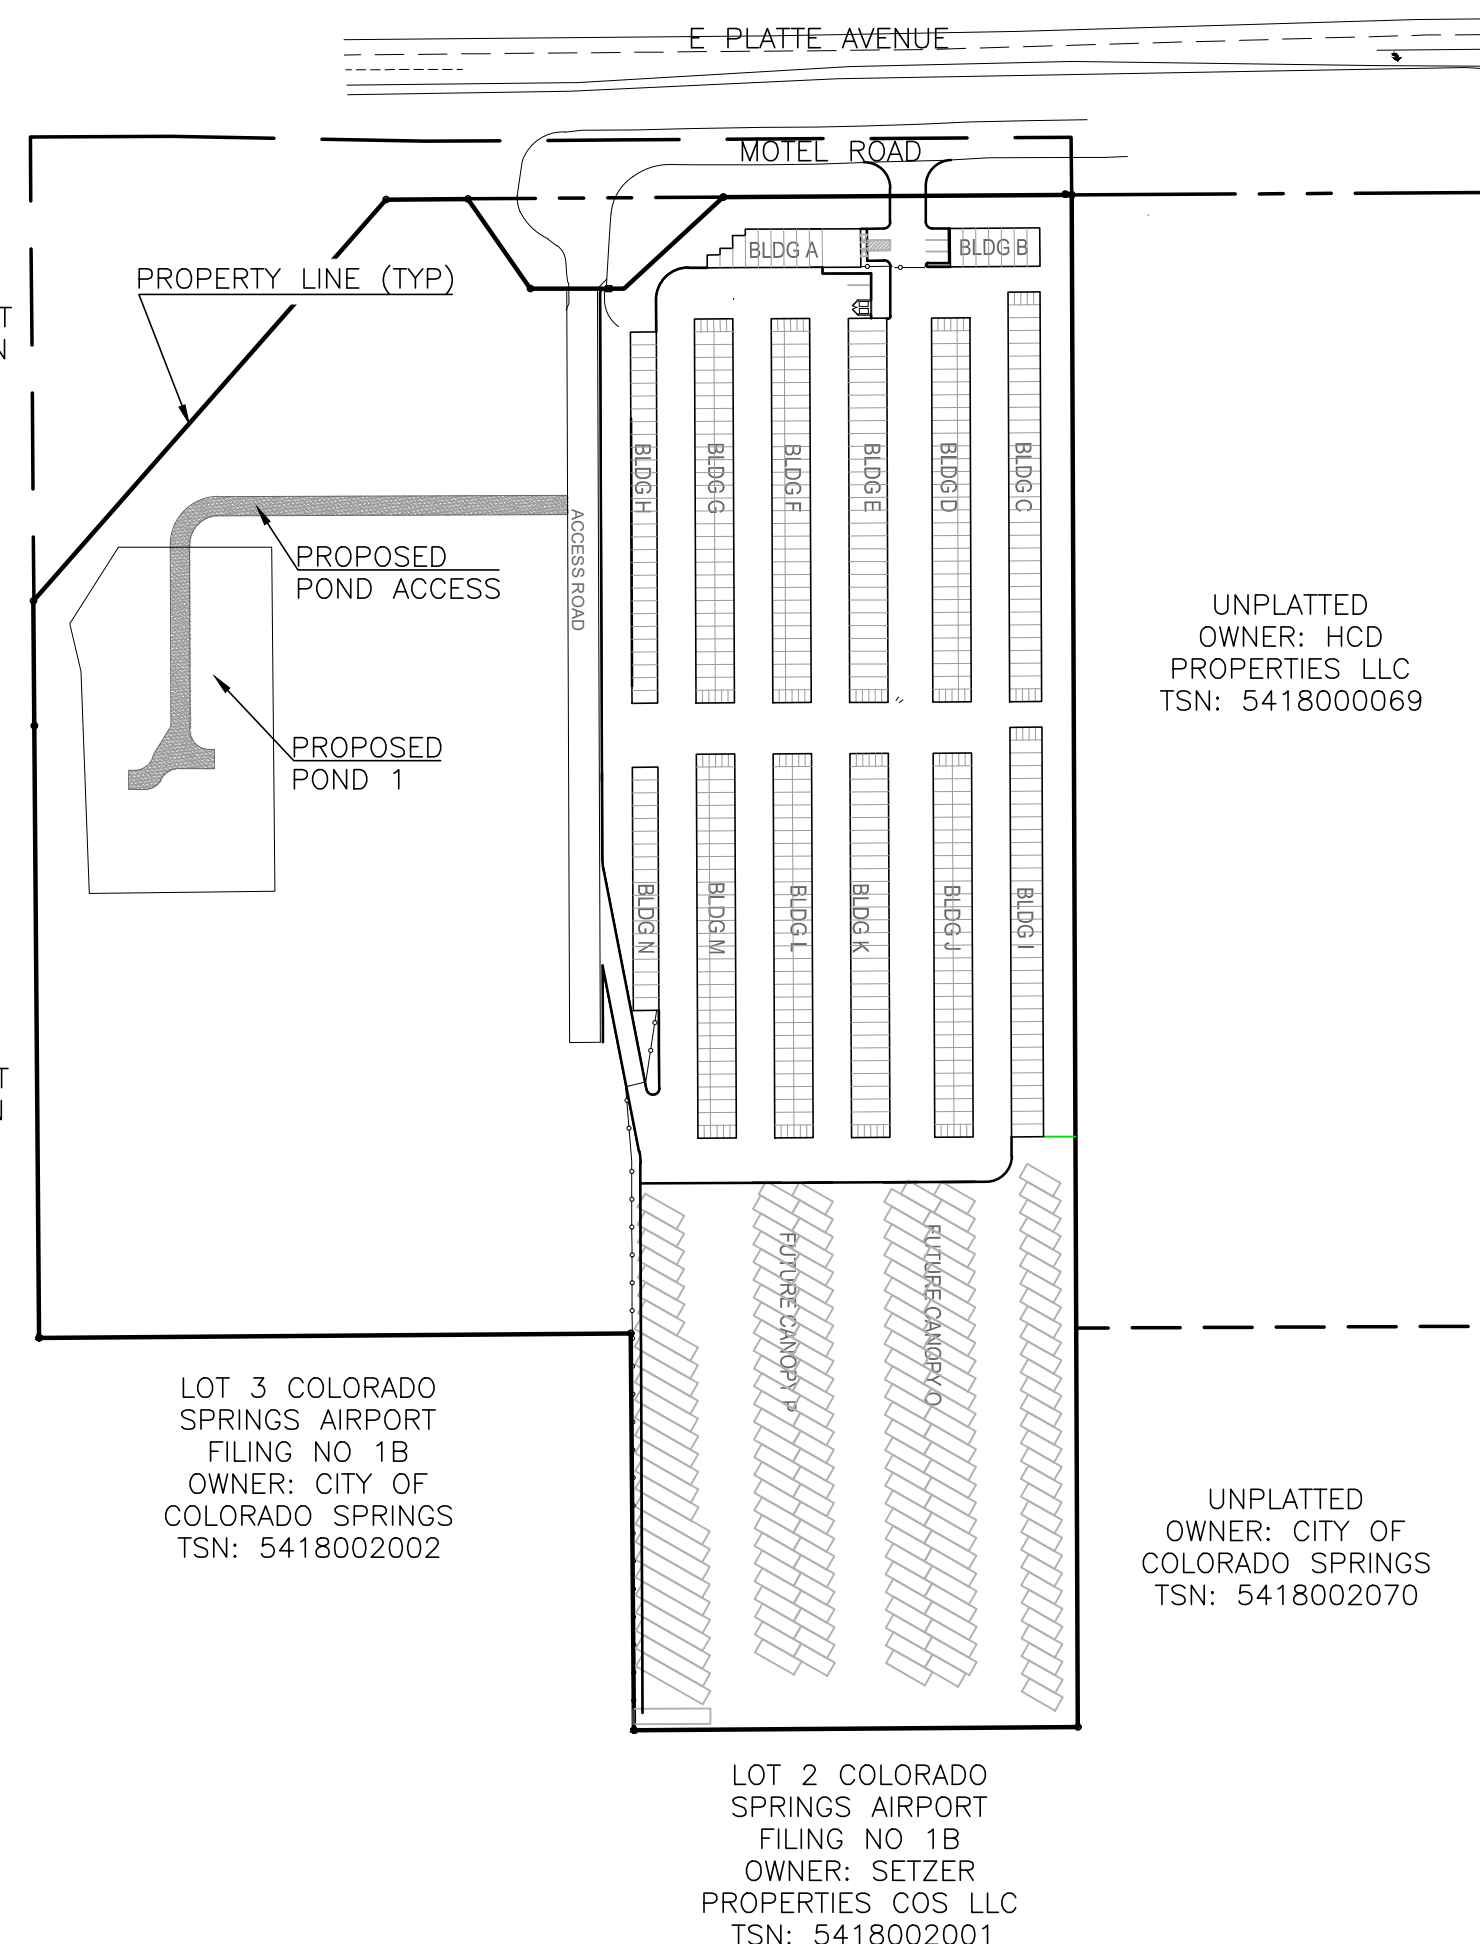 E PLATTE AVENUE
MOTEL ROAD
BLDG A
BLDG B
PROPERTY LINE (TYP)
BLDG H
BLDG G
BLDG F
BLDG E
BLDG D
BLDG C
ACCESS ROAD
PROPOSED
POND ACCESS
UNPLATTED
OWNER: HCD
PROPERTIES LLC
TSN: 5418000069
PROPOSED
POND 1
BLDG N
BLDG M
BLDG L
BLDG K
BLDG J
BLDG I
FUTURE CANOPY P
FUTURE CANOPY O
LOT 3 COLORADO
SPRINGS AIRPORT
FILING NO 1B
OWNER: CITY OF
COLORADO SPRINGS
TSN: 5418002002
UNPLATTED
OWNER: CITY OF
COLORADO SPRINGS
TSN: 5418002070
LOT 2 COLORADO
SPRINGS AIRPORT
FILING NO 1B
OWNER: SETZER
PROPERTIES COS LLC
TSN: 5418002001